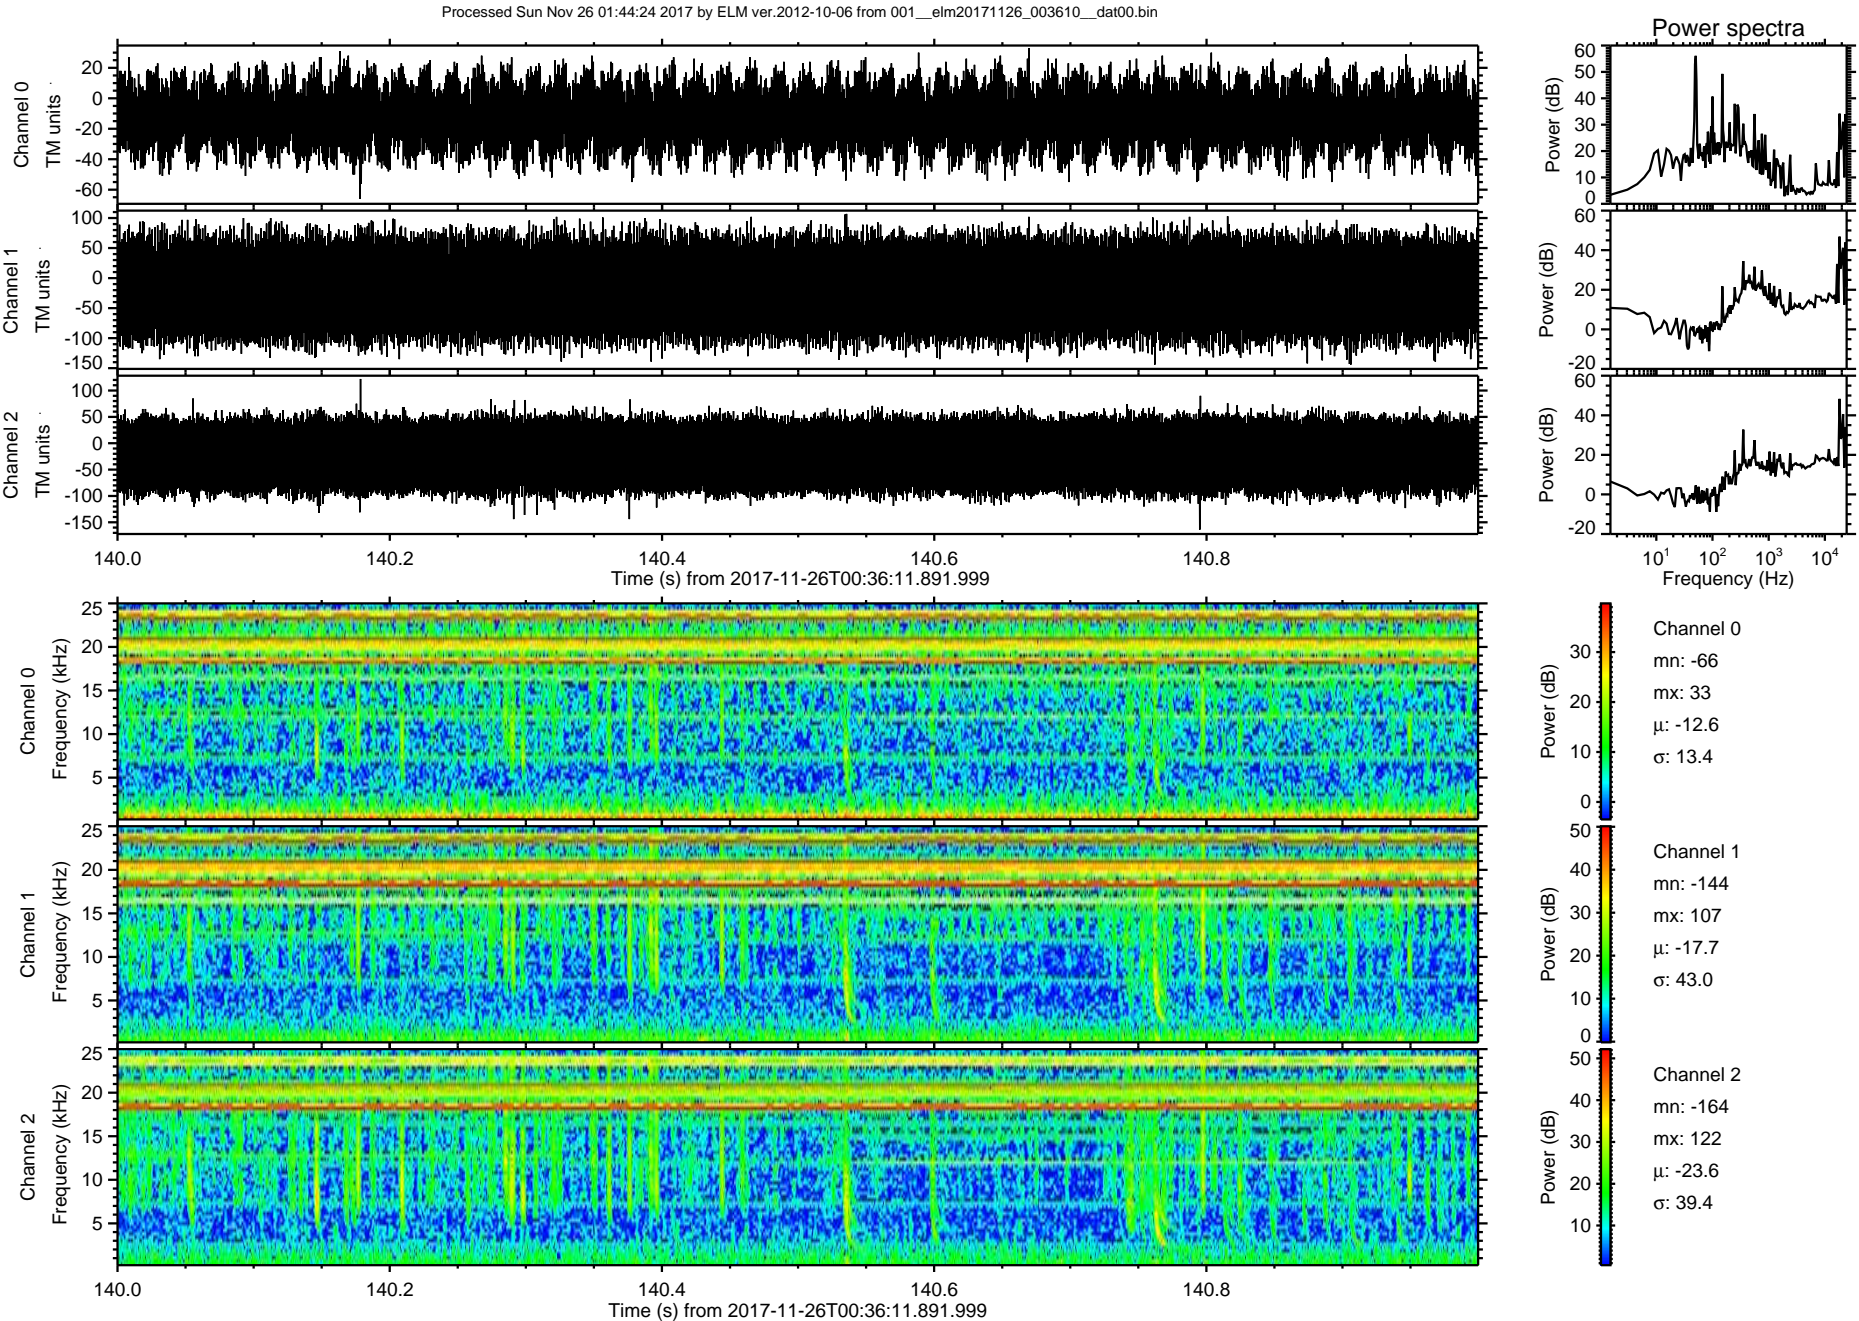 Processed Sun Nov 26 01:44:24 2017 by ELM ver.2012-10-06 from 001__elm20171126_003610__dat00.bin
Power spectra
Channel 0
TM units
20
0
-20
-40
-60
Power (dB)
60
50
40
30
20
10
0
Channel 1
TM units
100
50
0
-50
-100
-150
Power (dB)
60
40
20
0
-20
Channel 2
TM units
100
50
0
-50
-100
-150
Power (dB)
60
40
20
0
-20
140.0 140.2 140.4 140.6 140.8
Time (s) from 2017-11-26T00:36:11.891.999
10^1 10^2 10^3 10^4
Frequency (Hz)
Channel 0
Frequency (kHz)
25
20
15
10
5
Power (dB)
30
20
10
0
Channel 0
mn: -66
mx: 33
μ: -12.6
σ: 13.4
Channel 1
Frequency (kHz)
25
20
15
10
5
Power (dB)
50
40
30
20
10
0
Channel 1
mn: -144
mx: 107
μ: -17.7
σ: 43.0
Channel 2
Frequency (kHz)
25
20
15
10
5
Power (dB)
50
40
30
20
10
Channel 2
mn: -164
mx: 122
μ: -23.6
σ: 39.4
140.0 140.2 140.4 140.6 140.8
Time (s) from 2017-11-26T00:36:11.891.999